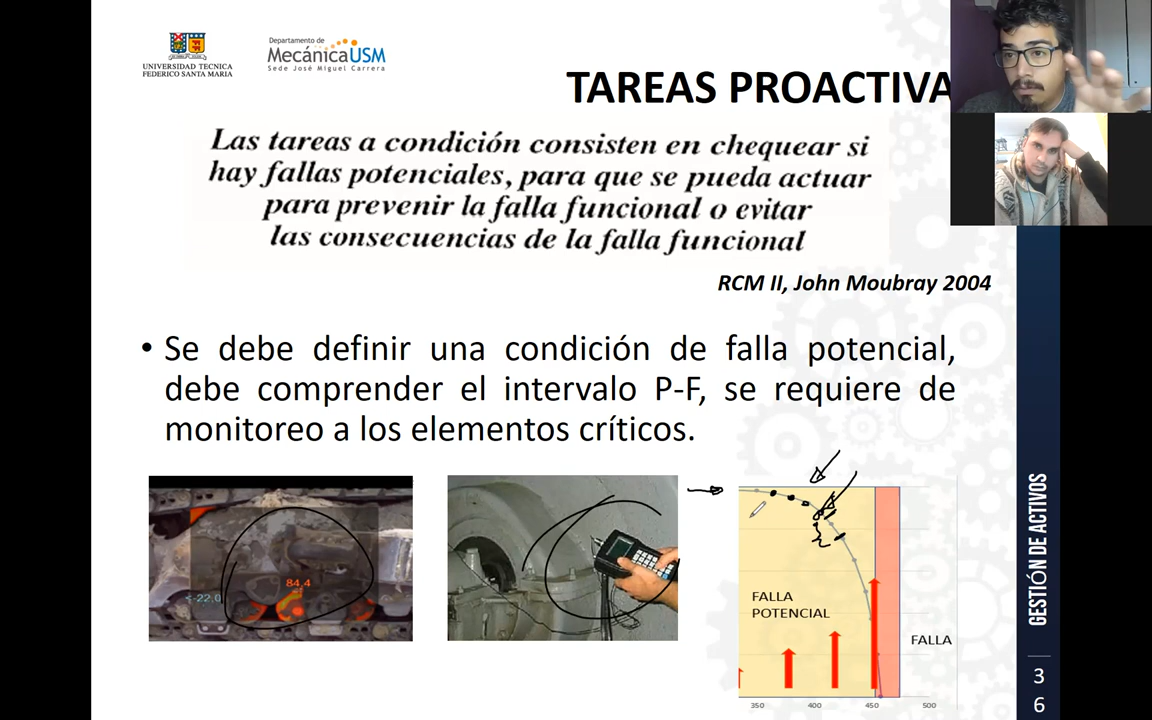 UNIVERSIDAD TECNICA
FEDERICO SANTA MARIA
Departamento de
MecánicaUSM
Sede José Miguel Carrera
TAREAS PROACTIVA
Las tareas a condición consisten en chequear si
hay fallas potenciales, para que se pueda actuar
para prevenir la falla funcional o evitar
las consecuencias de la falla funcional
RCM II, John Moubray 2004
• Se debe definir una condición de falla potencial,
debe comprender el intervalo P-F, se requiere de
monitoreo a los elementos críticos.
84,4
<-22,0
FALLA
POTENCIAL
FALLA
350 400 450 500
GESTIÓN DE ACTIVOS
3
6